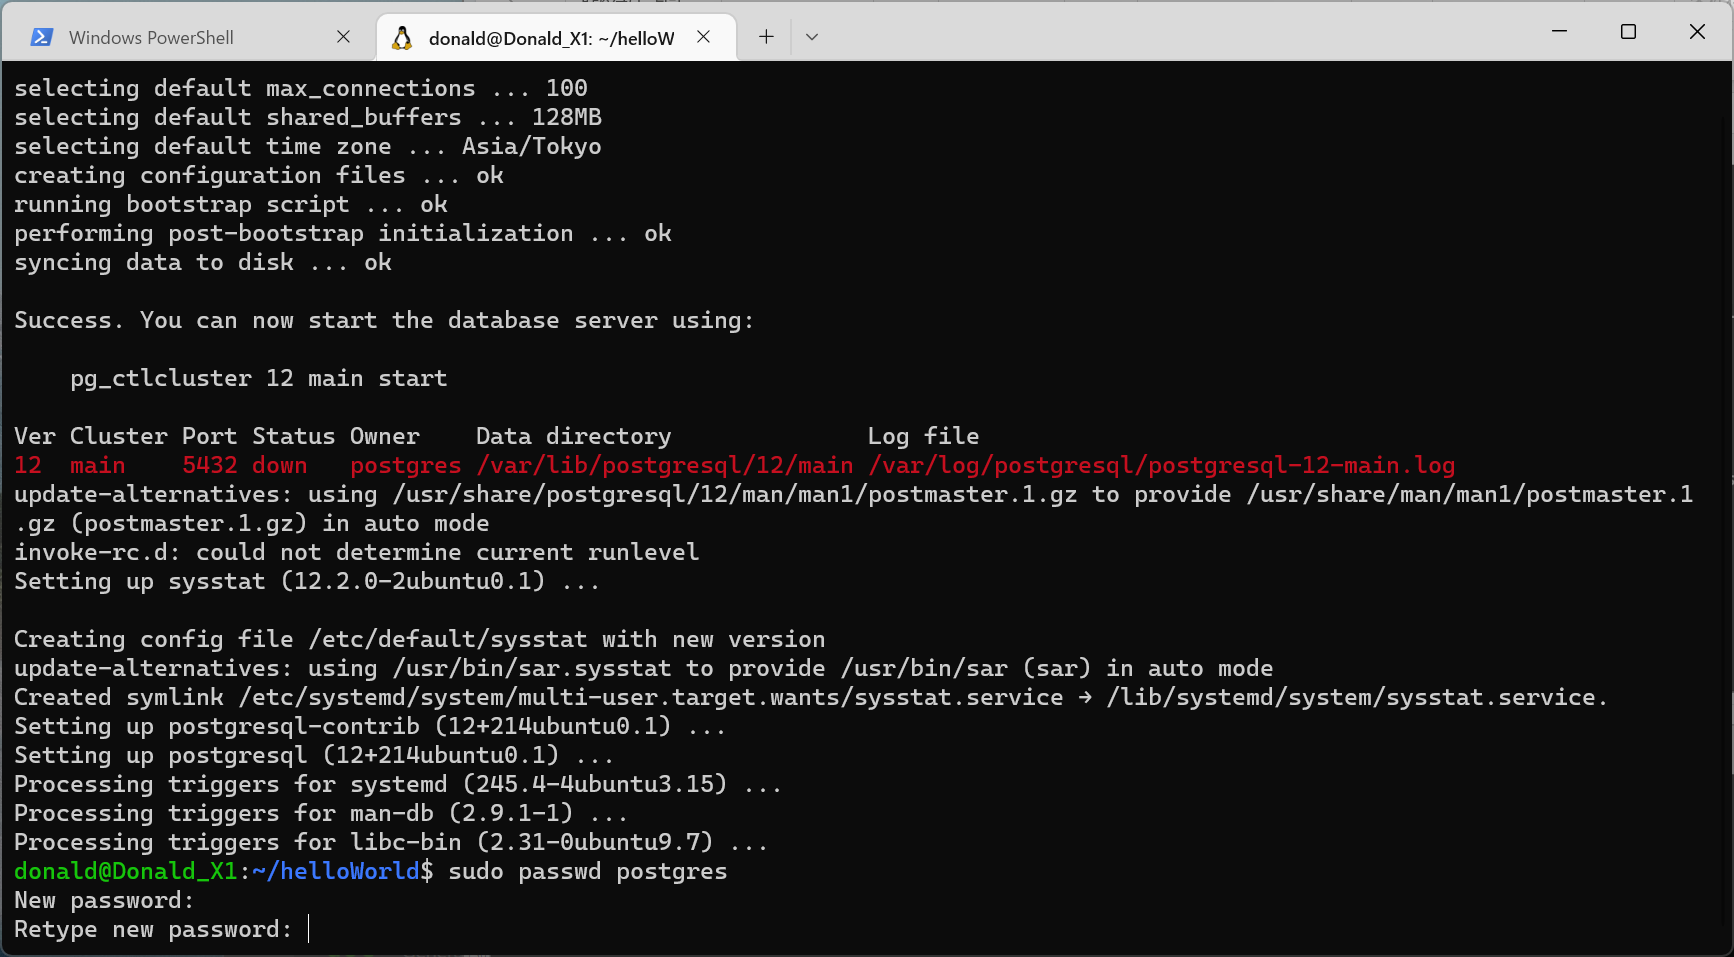 Windows PowerShell
donald@Donald_X1: ~/helloW
selecting default max_connections ... 100
selecting default shared_buffers ... 128MB
selecting default time zone ... Asia/Tokyo
creating configuration files ... ok
running bootstrap script ... ok
performing post-bootstrap initialization ... ok
syncing data to disk ... ok
Success. You can now start the database server using:
pg_ctlcluster 12 main start
Ver Cluster Port Status Owner    Data directory              Log file
12  main    5432 down   postgres /var/lib/postgresql/12/main /var/log/postgresql/postgresql-12-main.log
update-alternatives: using /usr/share/postgresql/12/man/man1/postmaster.1.gz to provide /usr/share/man/man1/postmaster.1
.gz (postmaster.1.gz) in auto mode
invoke-rc.d: could not determine current runlevel
Setting up sysstat (12.2.0-2ubuntu0.1) ...
Creating config file /etc/default/sysstat with new version
update-alternatives: using /usr/bin/sar.sysstat to provide /usr/bin/sar (sar) in auto mode
Created symlink /etc/systemd/system/multi-user.target.wants/sysstat.service → /lib/systemd/system/sysstat.service.
Setting up postgresql-contrib (12+214ubuntu0.1) ...
Setting up postgresql (12+214ubuntu0.1) ...
Processing triggers for systemd (245.4-4ubuntu3.15) ...
Processing triggers for man-db (2.9.1-1) ...
Processing triggers for libc-bin (2.31-0ubuntu9.7) ...
donald@Donald_X1:~/helloWorld$ sudo passwd postgres
New password:
Retype new password: